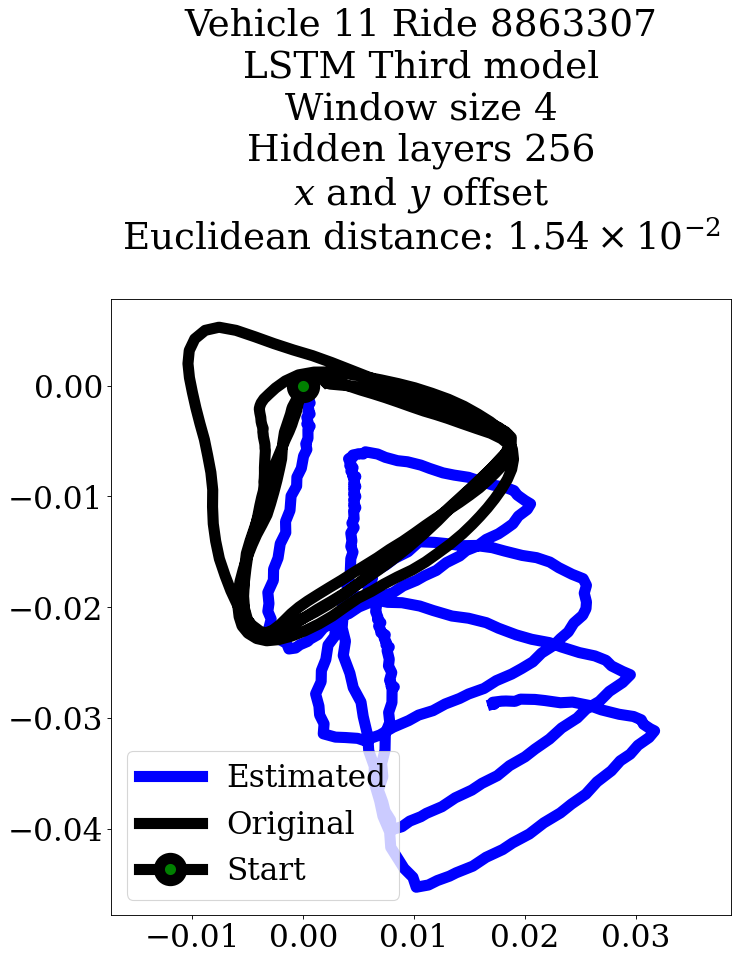 Vehicle 11 Ride 8863307
LSTM Third model
Window size 4
Hidden layers 256
x and y offset
Euclidean distance: 1.54 × 10⁻²
0.00
−0.01
−0.02
−0.03
−0.04
Estimated
Original
Start
−0.01 0.00 0.01 0.02 0.03